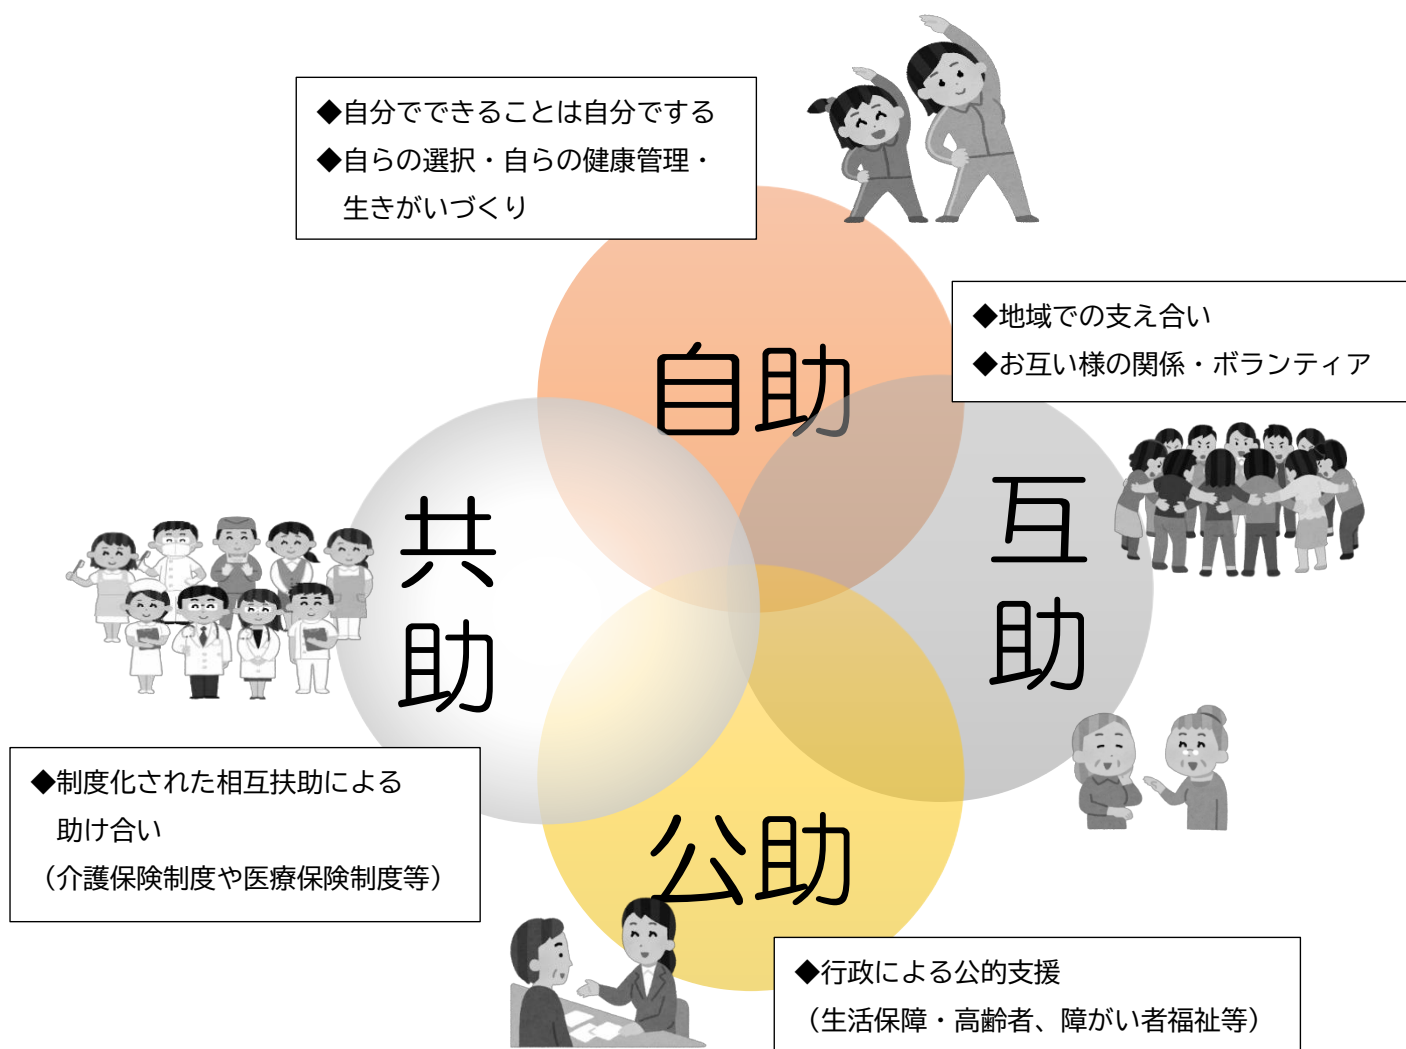 ◆自分でできることは自分でする
◆自らの選択・自らの健康管理・
生きがいづくり
◆地域での支え合い
◆お互い様の関係・ボランティア
自助
互
助
共
助
◆制度化された相互扶助による
助け合い
（介護保険制度や医療保険制度等）
公助
◆行政による公的支援
（生活保障・高齢者、障がい者福祉等）